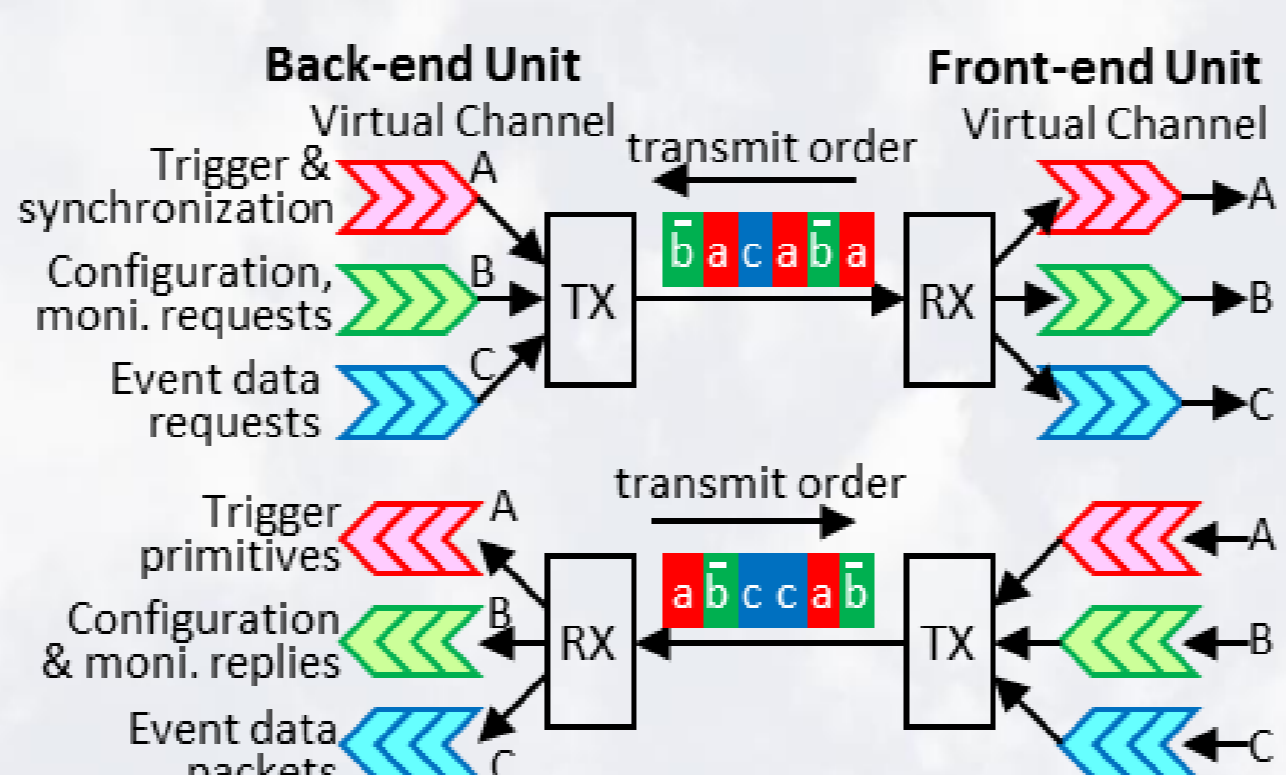 Back-end Unit
Front-end Unit
Virtual Channel
Virtual Channel
transmit order
Trigger &
synchronization
A
A
b̄ a c a b̄ a
Configuration,
moni. requests
B
TX
RX
B
Event data
requests
C
C
transmit order
Trigger
primitives
A
A
a b̄ c c a b̄
Configuration
& moni. replies
B
RX
TX
B
Event data
packets
C
C